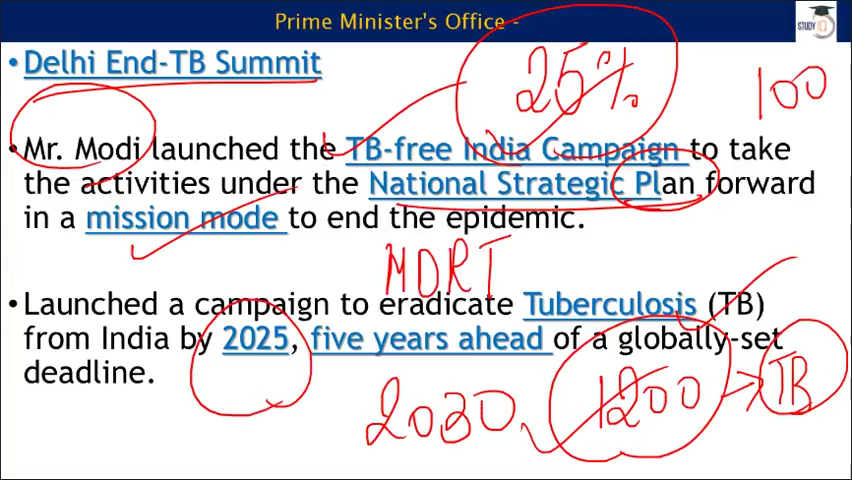 Prime Minister's Office -
STUDY IQ
• Delhi End-TB Summit
25%
100
• Mr. Modi launched the TB-free India Campaign to take
the activities under the National Strategic Plan forward
in a mission mode to end the epidemic.
MDRT
• Launched a campaign to eradicate Tuberculosis (TB)
from India by 2025, five years ahead of a globally-set
deadline.
2030 1200 → TB